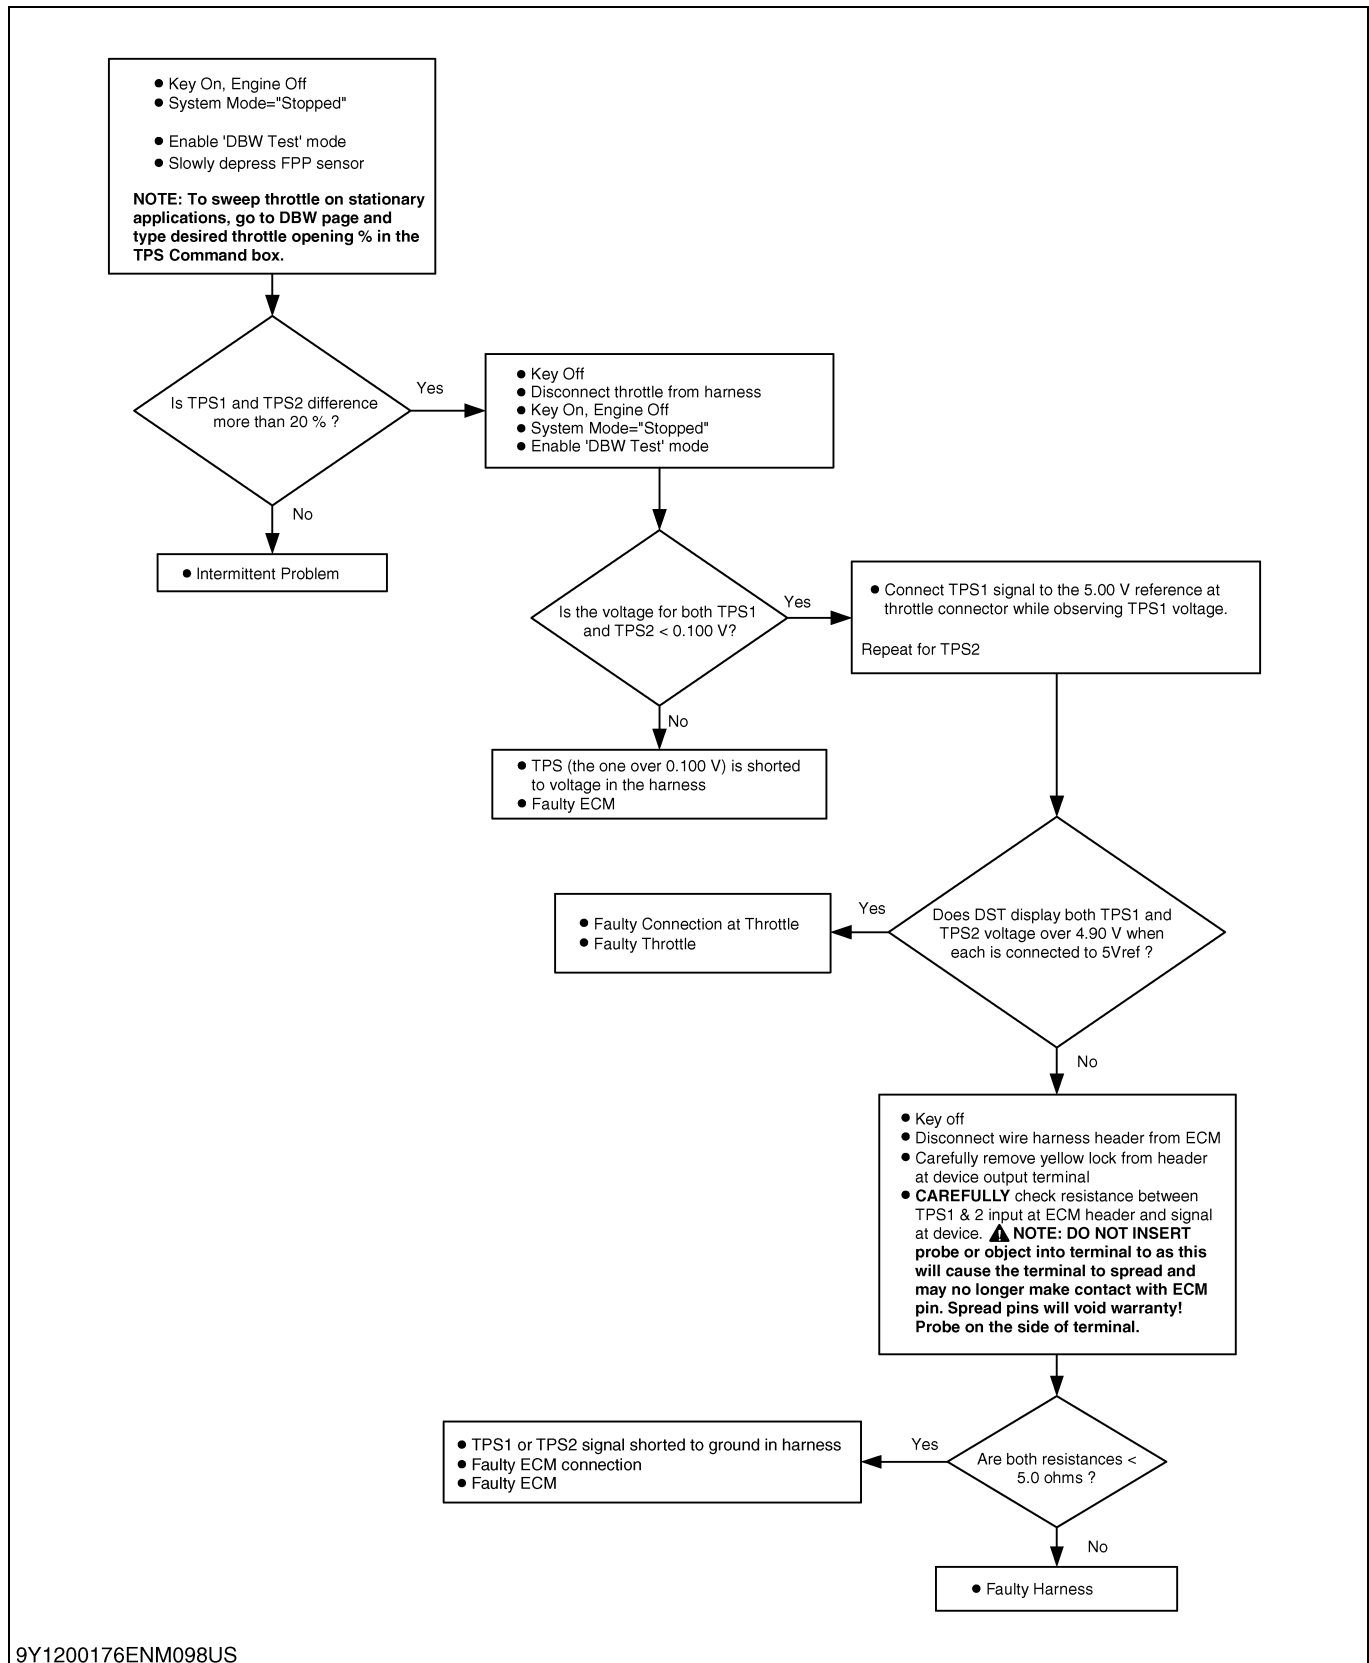 ● Key On, Engine Off
● System Mode="Stopped"
● Enable 'DBW Test' mode
● Slowly depress FPP sensor
NOTE: To sweep throttle on stationary
applications, go to DBW page and
type desired throttle opening % in the
TPS Command box.
Is TPS1 and TPS2 difference
more than 20 % ?
Yes
No
● Intermittent Problem
● Key Off
● Disconnect throttle from harness
● Key On, Engine Off
● System Mode="Stopped"
● Enable 'DBW Test' mode
Is the voltage for both TPS1
and TPS2 < 0.100 V?
Yes
No
● TPS (the one over 0.100 V) is shorted
to voltage in the harness
● Faulty ECM
● Connect TPS1 signal to the 5.00 V reference at
throttle connector while observing TPS1 voltage.
Repeat for TPS2
Does DST display both TPS1 and
TPS2 voltage over 4.90 V when
each is connected to 5Vref ?
Yes
● Faulty Connection at Throttle
● Faulty Throttle
No
● Key off
● Disconnect wire harness header from ECM
● Carefully remove yellow lock from header
at device output terminal
● CAREFULLY check resistance between
TPS1 & 2 input at ECM header and signal
at device. ⚠ NOTE: DO NOT INSERT
probe or object into terminal to as this
will cause the terminal to spread and
may no longer make contact with ECM
pin. Spread pins will void warranty!
Probe on the side of terminal.
Are both resistances <
5.0 ohms ?
Yes
● TPS1 or TPS2 signal shorted to ground in harness
● Faulty ECM connection
● Faulty ECM
No
● Faulty Harness
9Y1200176ENM098US